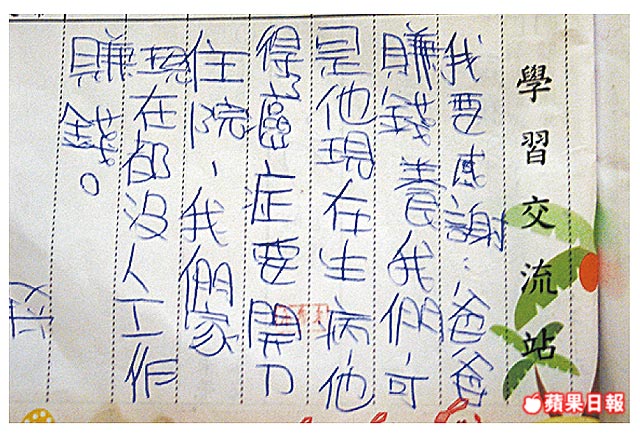 學習交流站
我要感謝:爸爸
賺錢養我們可
是他現在生病,他
得了癌症要開刀
住院,我們家
現在都沒人工作
賺錢。
蘋果日報